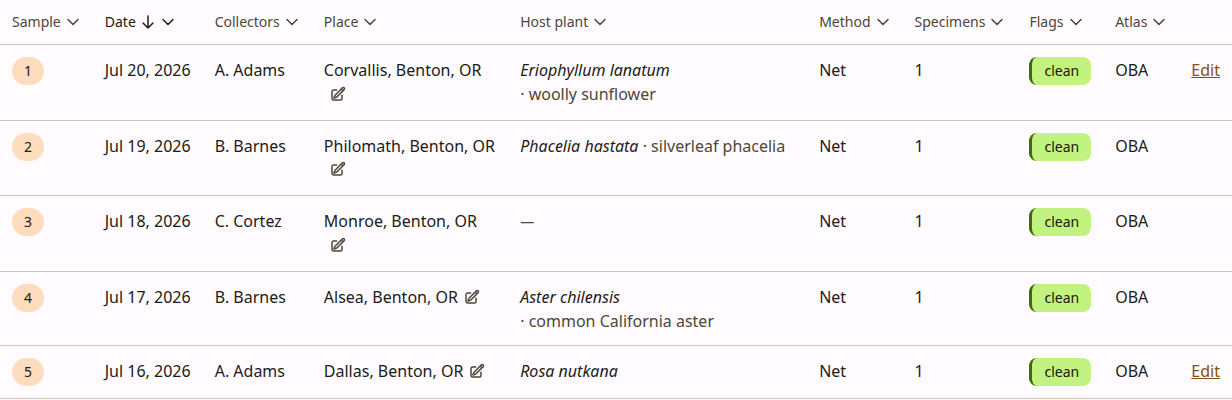 Sample Date Collectors Place Host plant Method Specimens Flags Atlas
1 Jul 20, 2026 A. Adams Corvallis, Benton, OR Eriophyllum lanatum Net 1 clean OBA Edit
· woolly sunflower
2 Jul 19, 2026 B. Barnes Philomath, Benton, OR Phacelia hastata · silverleaf phacelia Net 1 clean OBA
3 Jul 18, 2026 C. Cortez Monroe, Benton, OR — Net 1 clean OBA
4 Jul 17, 2026 B. Barnes Alsea, Benton, OR Aster chilensis Net 1 clean OBA
· common California aster
5 Jul 16, 2026 A. Adams Dallas, Benton, OR Rosa nutkana Net 1 clean OBA Edit